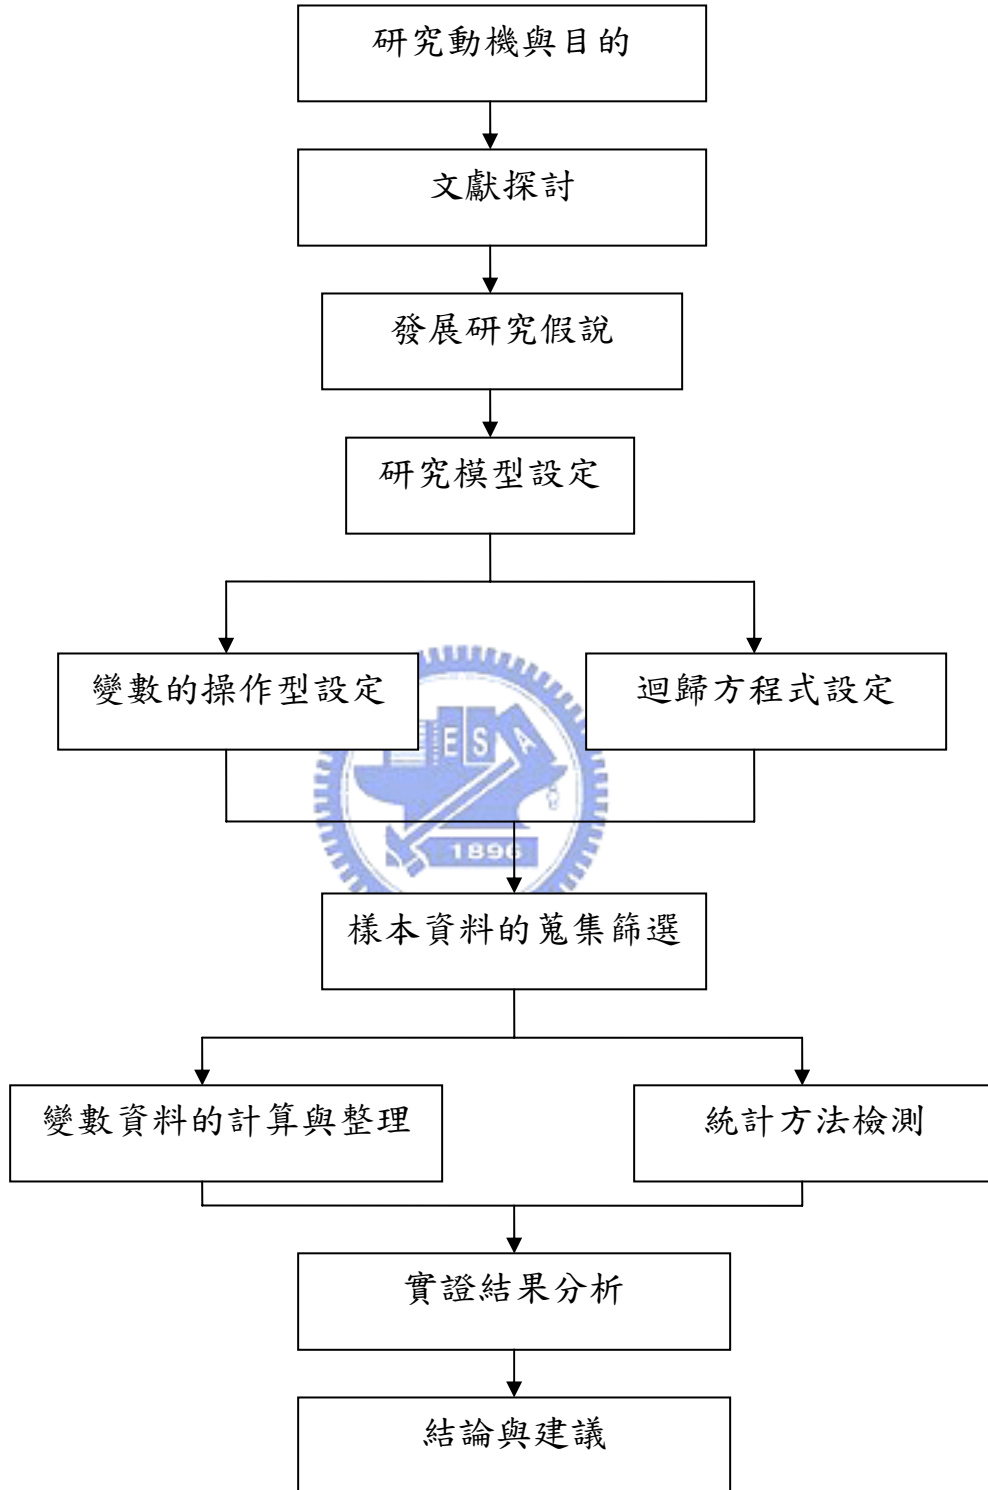 研究動機與目的
文獻探討
發展研究假說
研究模型設定
變數的操作型設定
迴歸方程式設定
ESA
1896
樣本資料的蒐集篩選
變數資料的計算與整理
統計方法檢測
實證結果分析
結論與建議